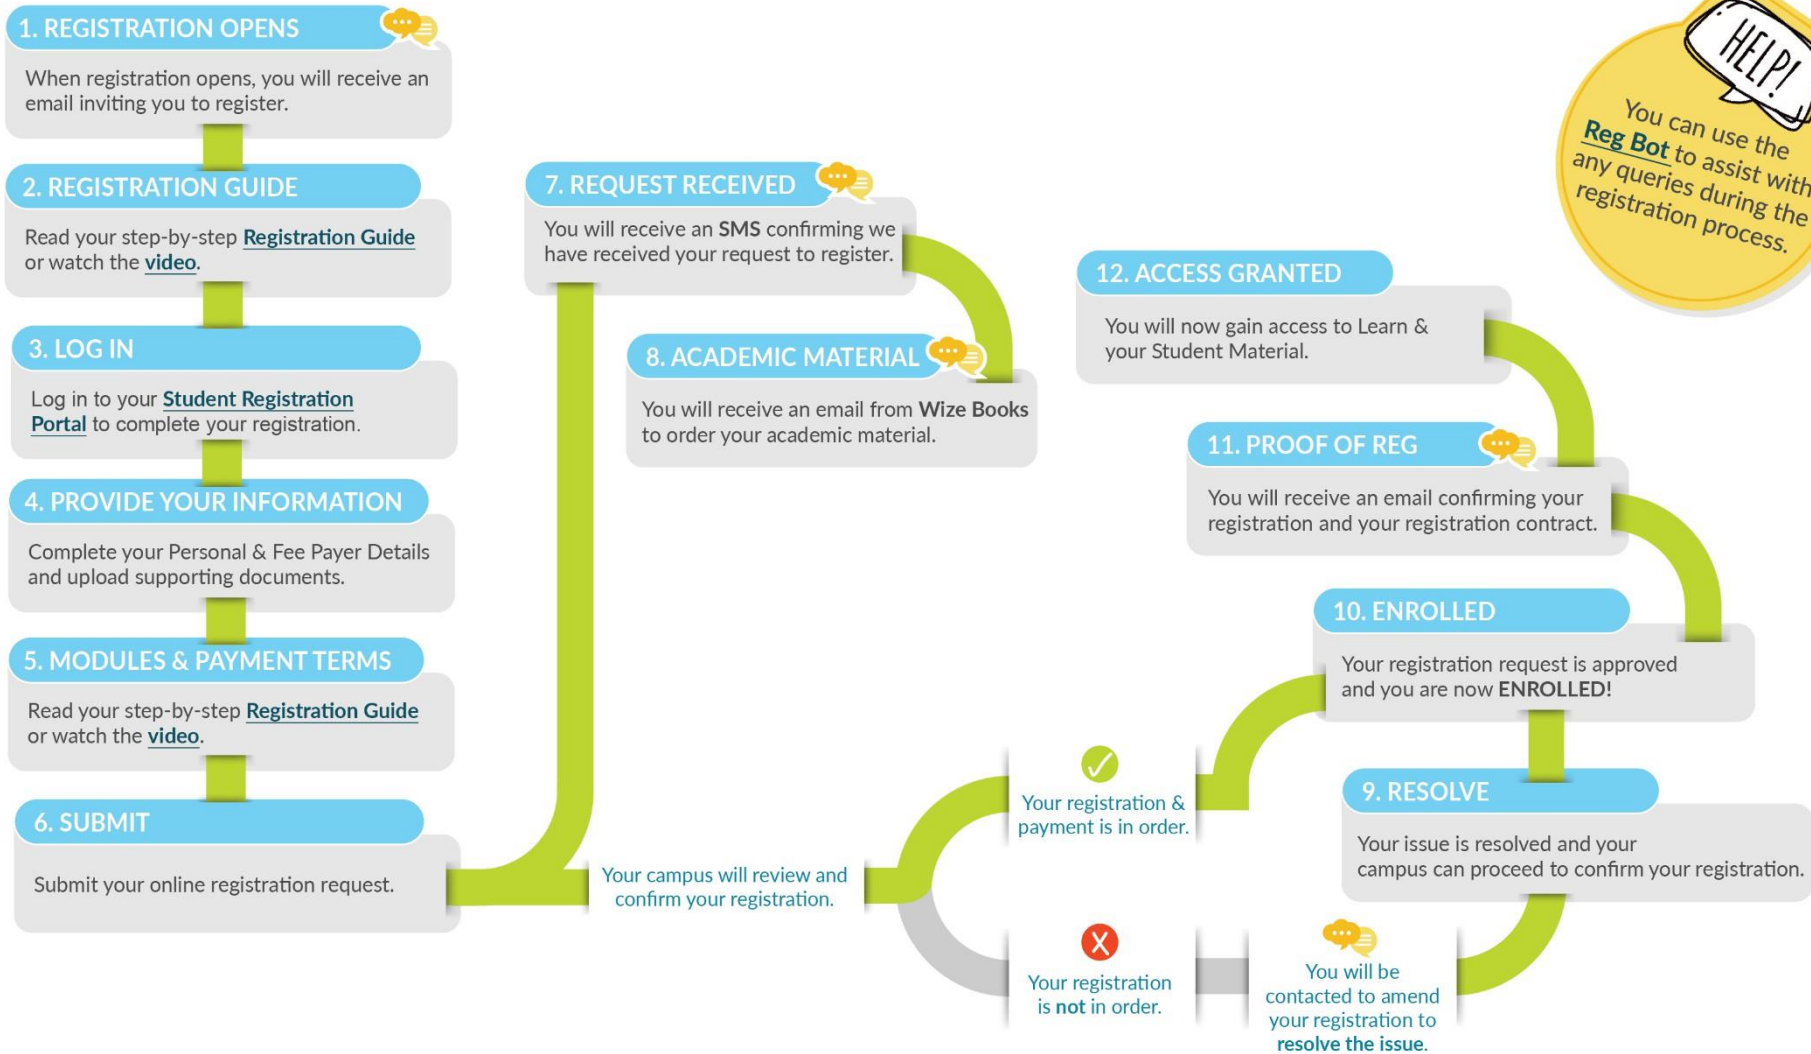 1. REGISTRATION OPENS
When registration opens, you will receive an
email inviting you to register.
2. REGISTRATION GUIDE
Read your step-by-step Registration Guide
or watch the video.
3. LOG IN
Log in to your Student Registration
Portal to complete your registration.
4. PROVIDE YOUR INFORMATION
Complete your Personal & Fee Payer Details
and upload supporting documents.
5. MODULES & PAYMENT TERMS
Read your step-by-step Registration Guide
or watch the video.
6. SUBMIT
Submit your online registration request.
7. REQUEST RECEIVED
You will receive an SMS confirming we
have received your request to register.
8. ACADEMIC MATERIAL
You will receive an email from Wize Books
to order your academic material.
Your campus will review and
confirm your registration.
Your registration &
payment is in order.
X
Your registration
is not in order.
You will be
contacted to amend
your registration to
resolve the issue.
9. RESOLVE
Your issue is resolved and your
campus can proceed to confirm your registration.
10. ENROLLED
Your registration request is approved
and you are now ENROLLED!
11. PROOF OF REG
You will receive an email confirming your
registration and your registration contract.
12. ACCESS GRANTED
You will now gain access to Learn &
your Student Material.
HELP!
You can use the
Reg Bot to assist with
any queries during the
registration process.